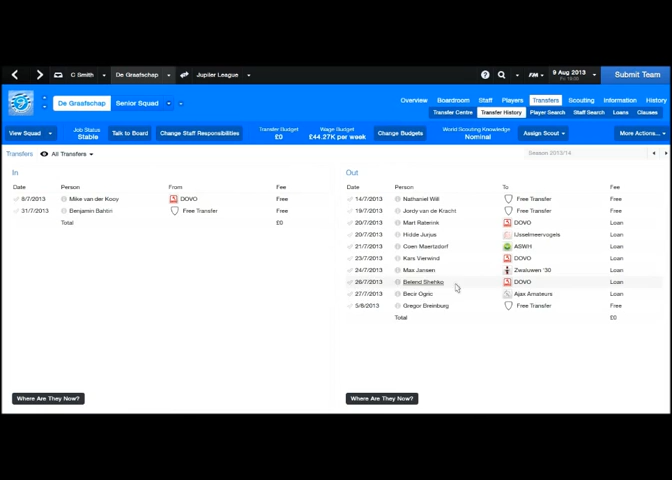 C Smith De Graafschap Jupiler League FM 9 Aug 2013 Submit Team
Fri 18:00
De Graafschap Senior Squad Overview Boardroom Staff Players Transfers Scouting Information History
Transfer Centre Transfer History Player Search Staff Search Loans Clauses
View Squad Job Status Stable Talk to Board Change Staff Responsibilities Transfer Budget £0 Wage Budget £44.27K per week Change Budgets World Scouting Knowledge Nominal Assign Scout More Actions...
Transfers All Transfers Season 2013/14
In
Date Person From Fee
8/7/2013 Mike van der Kooy DOVO Free
31/7/2013 Benjamin Bahtin Free Transfer Free
Total £0
Where Are They Now?
Out
Date Person To Fee
14/7/2013 Nathaniel Will Free Transfer Free
19/7/2013 Jordy van de Kracht Free Transfer Free
20/7/2013 Mart Raterink DOVO Loan
20/7/2013 Hidde Jurjus IJsselmeervogels Loan
21/7/2013 Coen Maertzdorf ASWH Loan
23/7/2013 Kars Vierwind DOVO Loan
24/7/2013 Max Jansen Zwaluwen '30 Loan
26/7/2013 Belend Shehko DOVO Loan
27/7/2013 Becir Ogric Ajax Amateurs Loan
5/8/2013 Gregor Breinburg Free Transfer Free
Total £0
Where Are They Now?